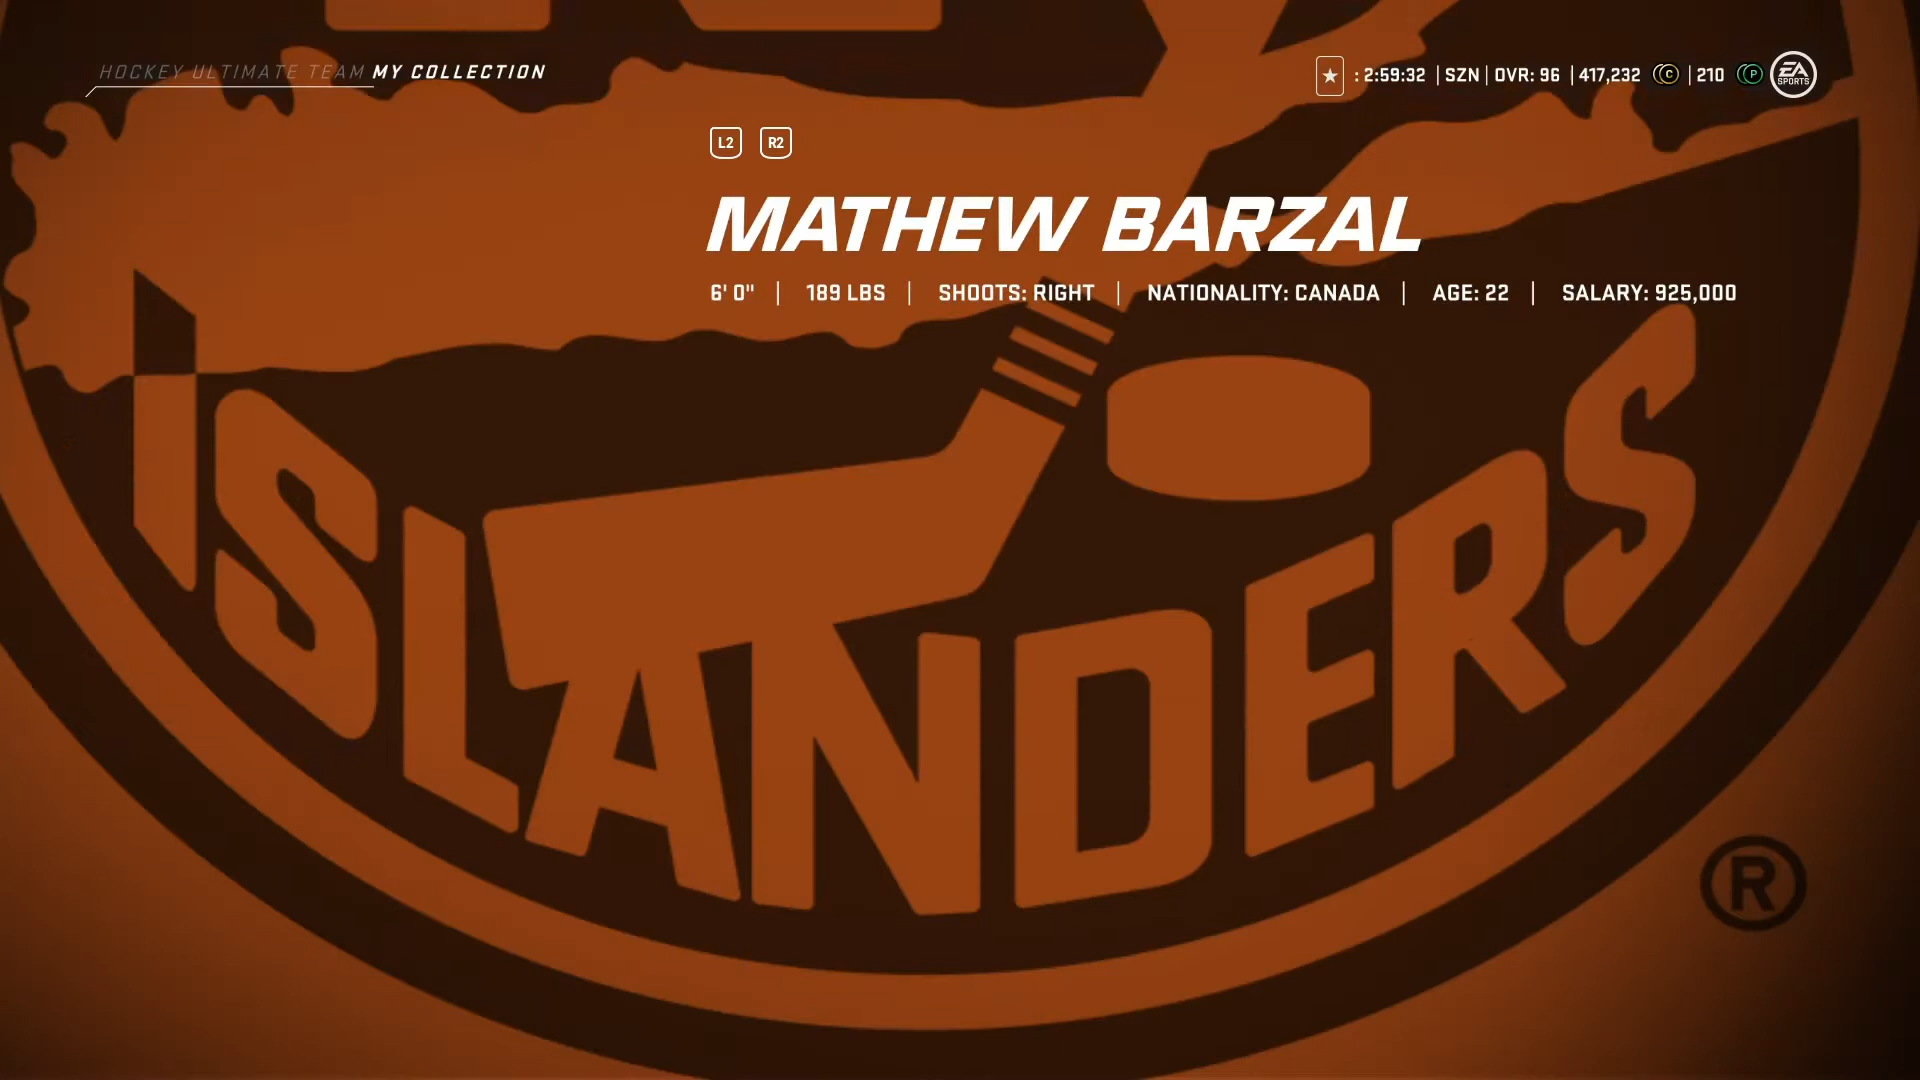 HOCKEY ULTIMATE TEAM MY COLLECTION
: 2:59:32 | SZN | OVR: 96 | 417,232 C | 210 P EA SPORTS
L2 R2
MATHEW BARZAL
6' 0" | 189 LBS | SHOOTS: RIGHT | NATIONALITY: CANADA | AGE: 22 | SALARY: 925,000
ISLANDERS
®